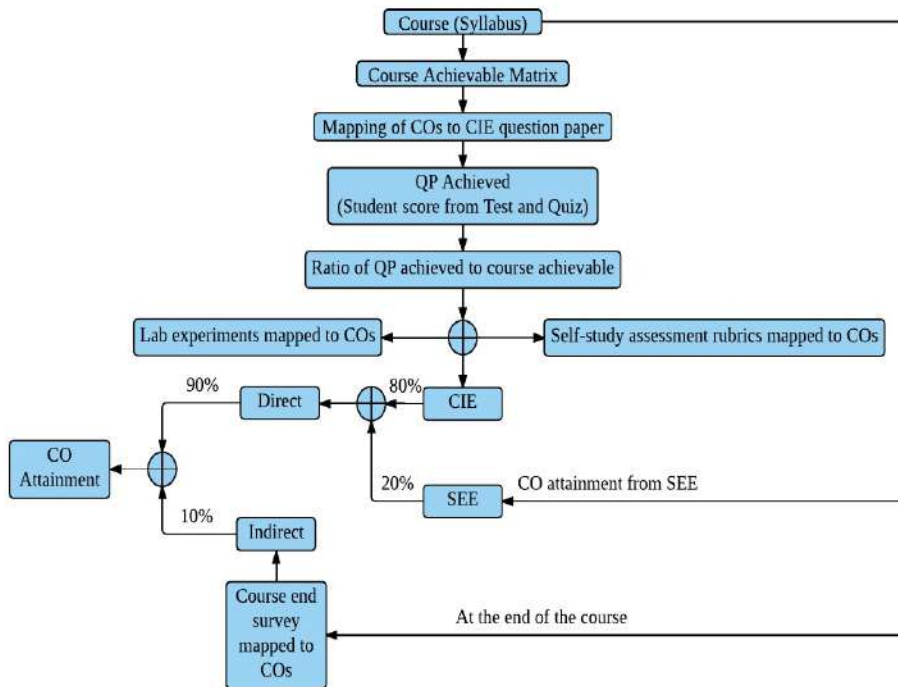 Course (Syllabus)
Course Achievable Matrix
Mapping of COs to CIE question paper
QP Achieved
(Student score from Test and Quiz)
Ratio of QP achieved to course achievable
Lab experiments mapped to COs
Self-study assessment rubrics mapped to COs
90%
Direct
80%
CIE
CO
Attainment
20%
SEE
CO attainment from SEE
10%
Indirect
Course end
survey
mapped to
COs
At the end of the course